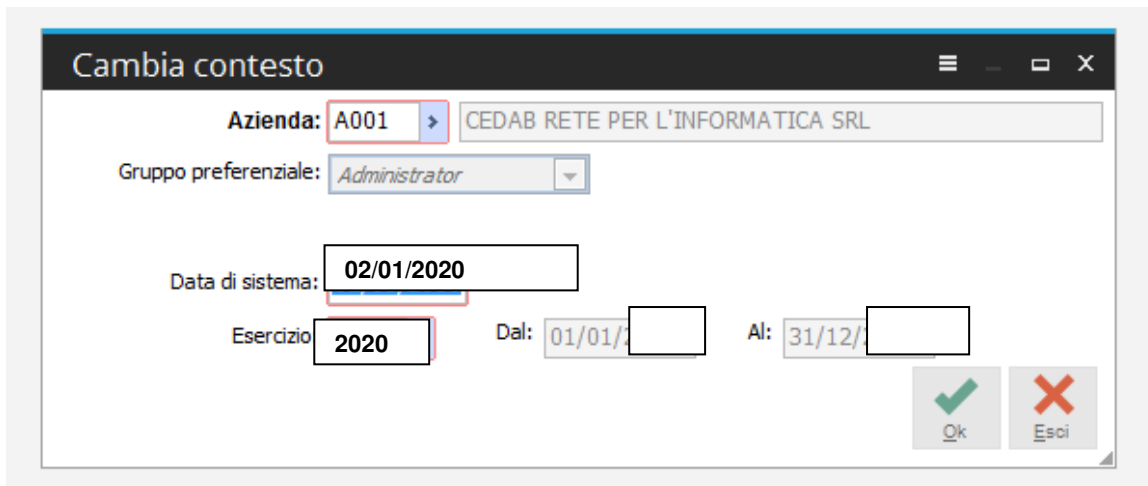 Cambia contesto
Azienda: A001 CEDAB RETE PER L'INFORMATICA SRL
Gruppo preferenziale: Administrator
Data di sistema: 02/01/2020
Esercizio 2020 Dal: 01/01/ Al: 31/12/
Ok Esci